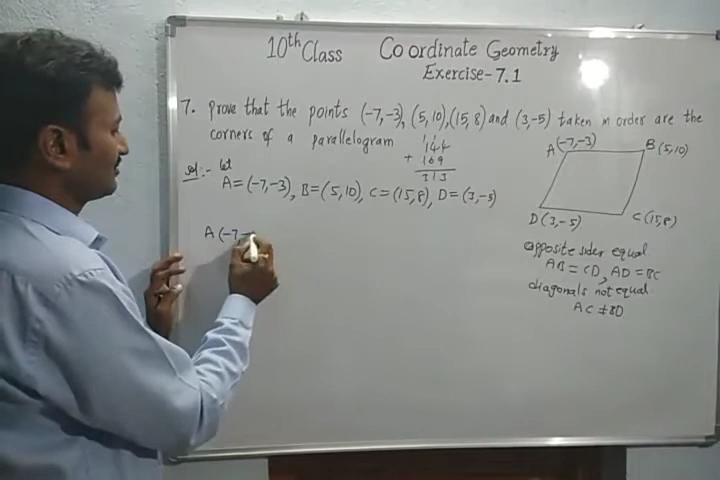 10th Class Coordinate Geometry
Exercise-7.1
7. Prove that the points (-7,-3), (5,10), (15,8) and (3,-5) taken in order are the
corners of a parallelogram
144
+ 169
313
Sol:- let
A=(-7,-3), B=(5,10), C=(15,8), D=(3,-5)
A (-7,-
A (-7,-3) B (5,10)
D (3,-5) C (15,8)
opposite sides equal
AB = CD, AD = BC
diagonals not equal
AC ≠ BD